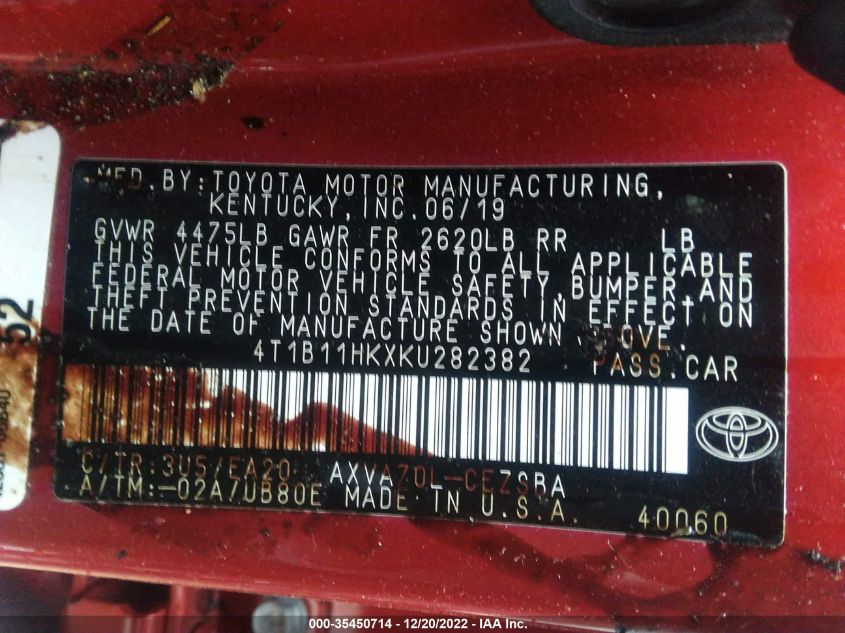 MFD. BY: TOYOTA MOTOR MANUFACTURING,
KENTUCKY, INC. 06/19
GVWR 4475LB GAWR FR 2620LB RR LB
THIS VEHICLE CONFORMS TO ALL APPLICABLE
FEDERAL MOTOR VEHICLE SAFETY, BUMPER, AND
THEFT PREVENTION STANDARDS IN EFFECT ON
THE DATE OF MANUFACTURE SHOWN ABOVE.
4T1B11HKXKU282382 PASS.CAR
C/TR: 3U5/EA20 AXVA70L-CEZSBA
A/TM:-02A/UB80E MADE IN U.S.A. 40060
52
000-35450714 - 12/20/2022 - IAA Inc.